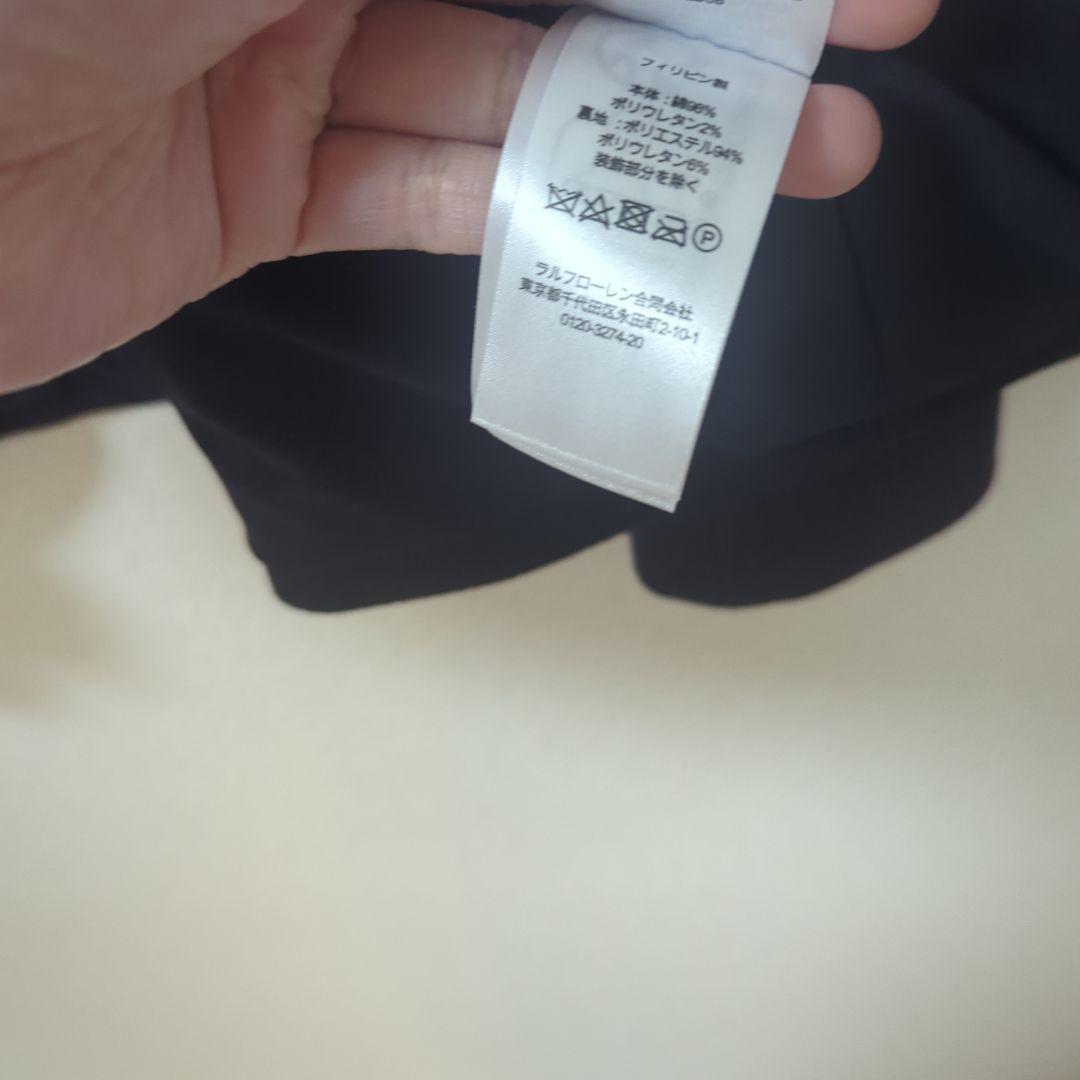 フィリピン製
本体 : 綿98%
ポリウレタン2%
裏地 : ポリエステル94%
ポリウレタン6%
装飾部分を除く
P
ラルフローレン合同会社
東京都千代田区永田町2-10-1
0120-3274-20